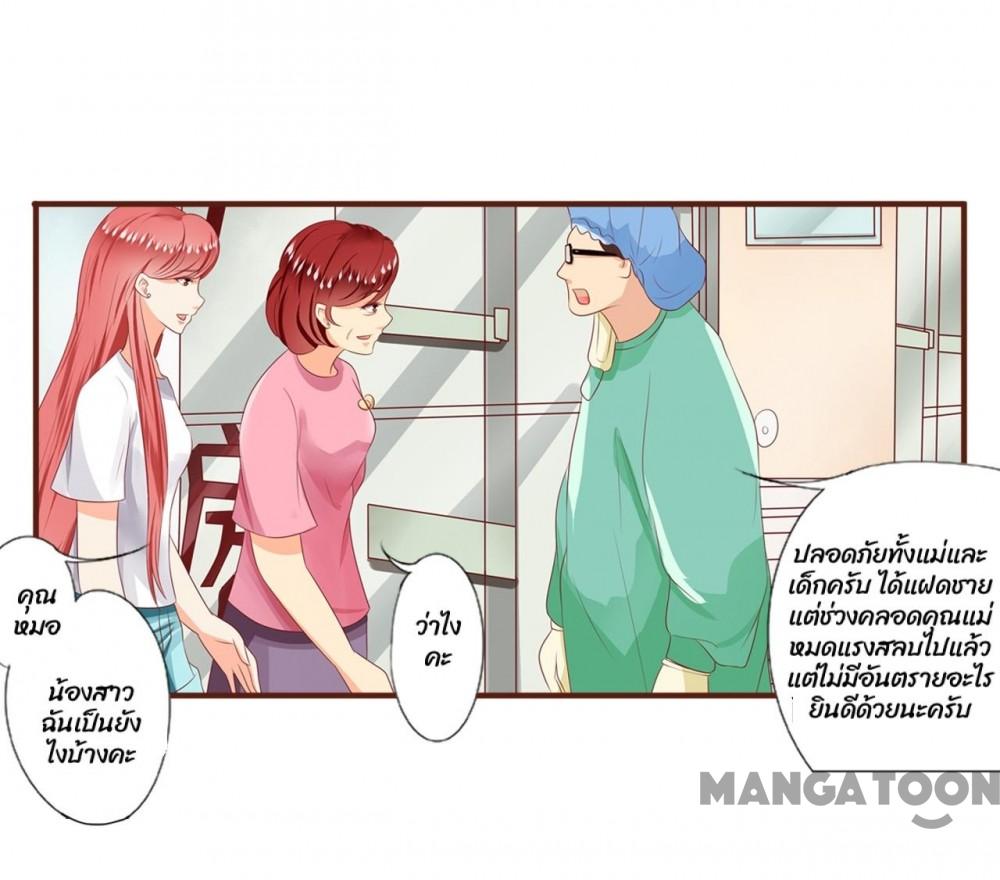 คุณ
หมอ
น้องสาว
ฉันเป็นยัง
ไงบ้างคะ
ว่าไง
คะ
ปลอดภัยทั้งแม่และ
เด็กครับ ได้แฝดชาย
แต่ช่วงคลอดคุณแม่
หมดแรงสลบไปแล้ว
แต่ไม่มีอันตรายอะไร
ยินดีด้วยนะครับ
MANGATOON